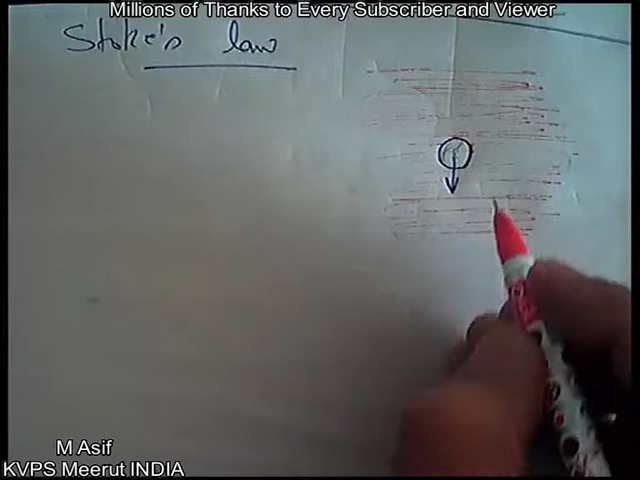 Millions of Thanks to Every Subscriber and Viewer
Stoke's law
M Asif
KVPS Meerut INDIA